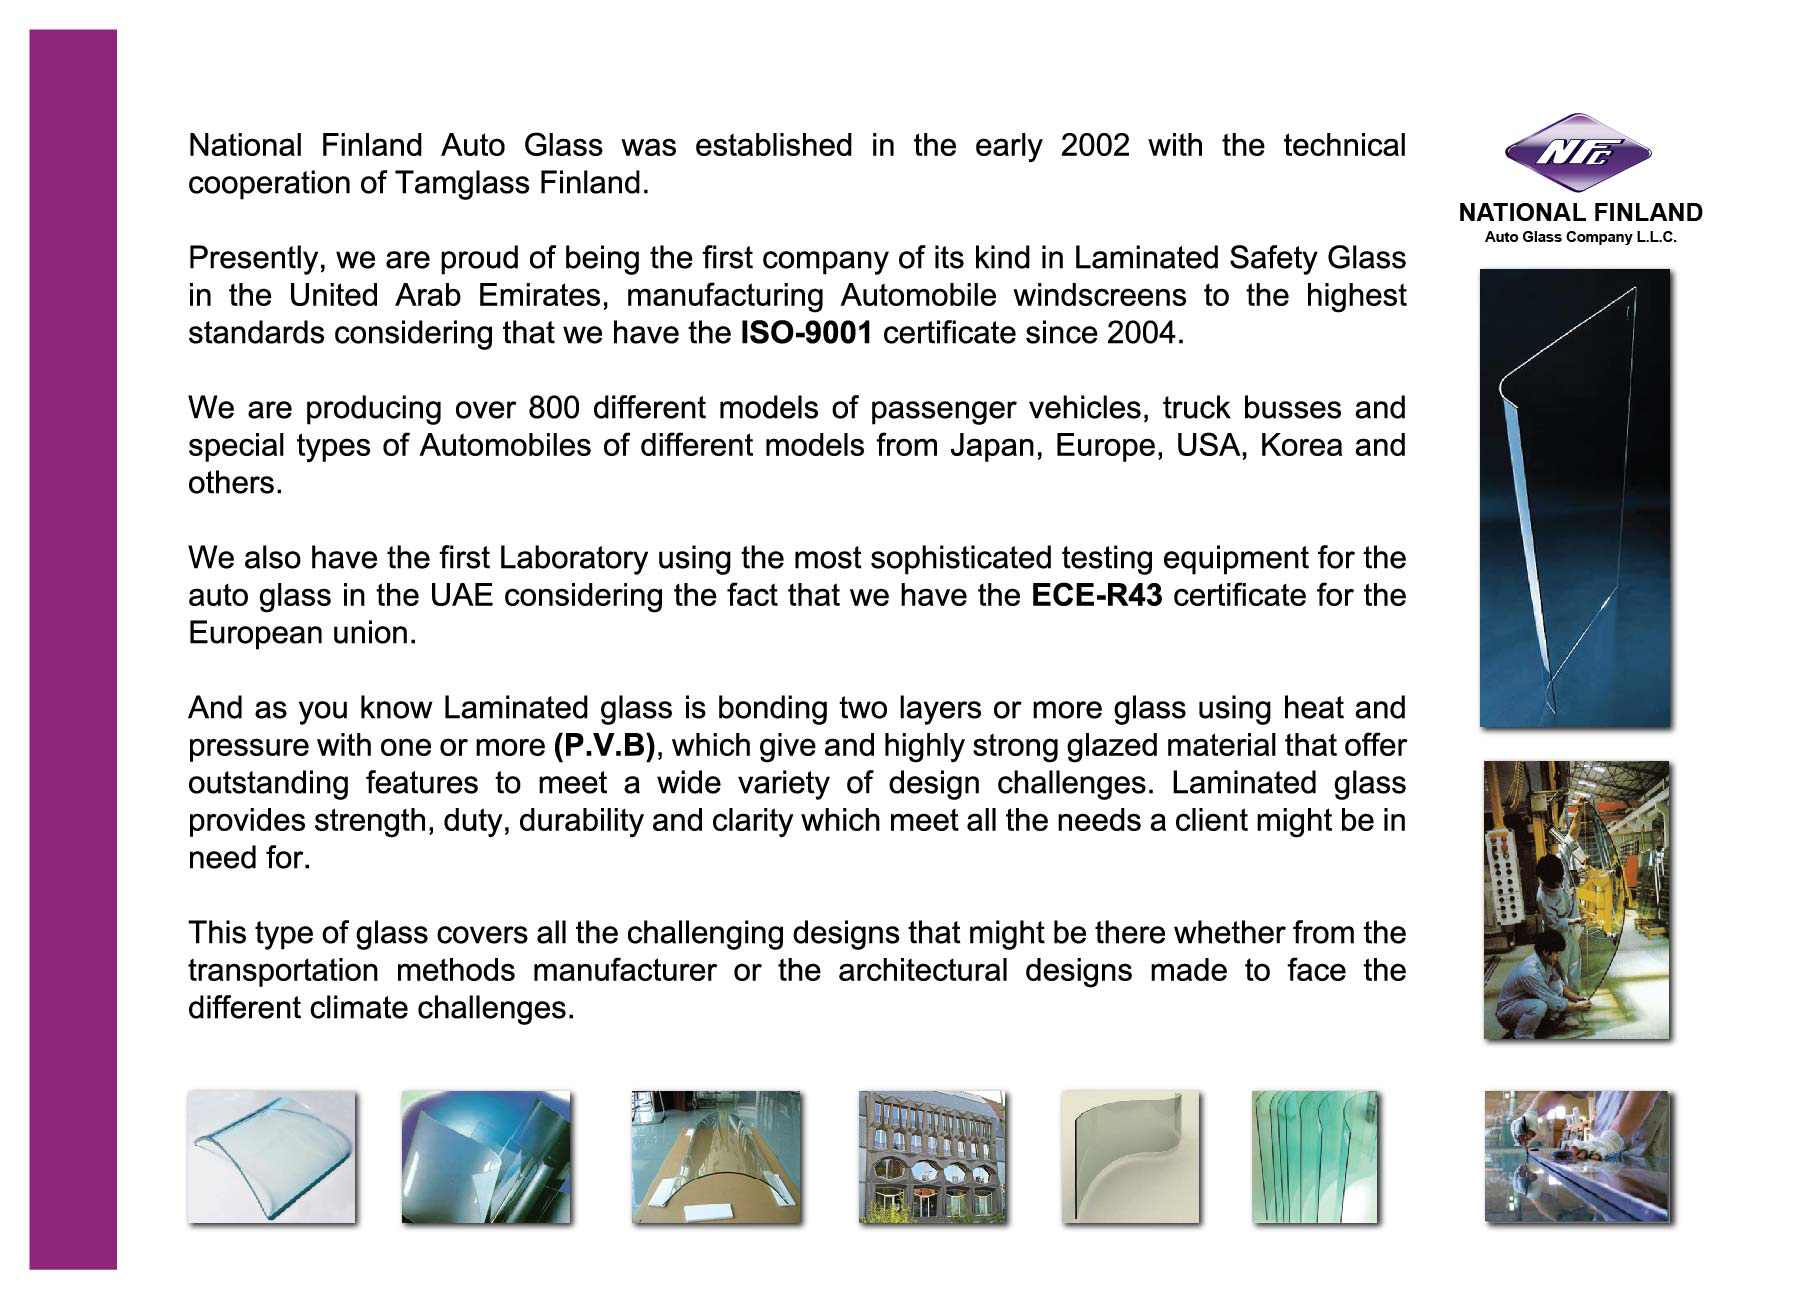 National Finland Auto Glass was established in the early 2002 with the technical
cooperation of Tamglass Finland.
Presently, we are proud of being the first company of its kind in Laminated Safety Glass
in the United Arab Emirates, manufacturing Automobile windscreens to the highest
standards considering that we have the ISO-9001 certificate since 2004.
We are producing over 800 different models of passenger vehicles, truck busses and
special types of Automobiles of different models from Japan, Europe, USA, Korea and
others.
We also have the first Laboratory using the most sophisticated testing equipment for the
auto glass in the UAE considering the fact that we have the ECE-R43 certificate for the
European union.
And as you know Laminated glass is bonding two layers or more glass using heat and
pressure with one or more (P.V.B), which give and highly strong glazed material that offer
outstanding features to meet a wide variety of design challenges. Laminated glass
provides strength, duty, durability and clarity which meet all the needs a client might be in
need for.
This type of glass covers all the challenging designs that might be there whether from the
transportation methods manufacturer or the architectural designs made to face the
different climate challenges.
NFC
NATIONAL FINLAND
Auto Glass Company L.L.C.